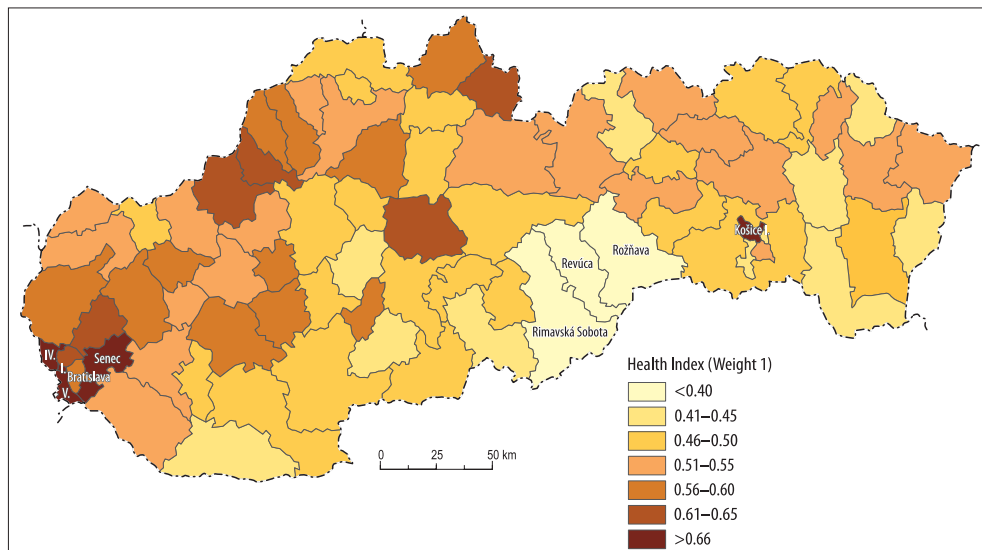 Košice I.
Rožňava
Revúca
Rimavská Sobota
IV.
Senec
I.
Bratislava
V.
Health Index (Weight 1)
<0.40
0.41–0.45
0.46–0.50
0.51–0.55
0.56–0.60
0.61–0.65
>0.66
0 25 50 km